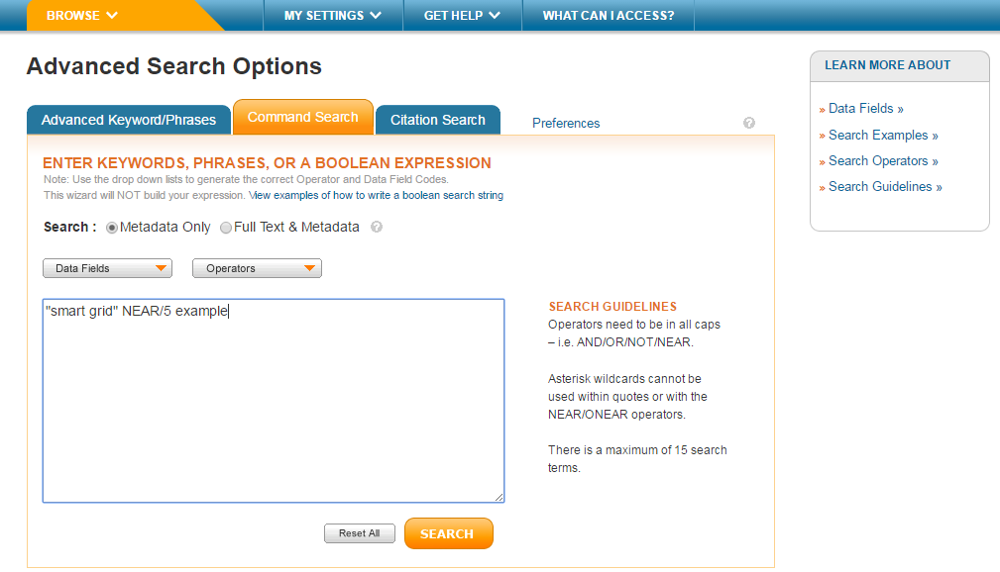 BROWSE MY SETTINGS GET HELP WHAT CAN I ACCESS?
Advanced Search Options
Advanced Keyword/Phrases Command Search Citation Search Preferences ?
ENTER KEYWORDS, PHRASES, OR A BOOLEAN EXPRESSION
Note: Use the drop down lists to generate the correct Operator and Data Field Codes.
This wizard will NOT build your expression. View examples of how to write a boolean search string
Search : Metadata Only Full Text & Metadata ?
Data Fields Operators
"smart grid" NEAR/5 example
SEARCH GUIDELINES
Operators need to be in all caps
– i.e. AND/OR/NOT/NEAR.
Asterisk wildcards cannot be
used within quotes or with the
NEAR/ONEAR operators.
There is a maximum of 15 search
terms.
Reset All SEARCH
LEARN MORE ABOUT
» Data Fields »
» Search Examples »
» Search Operators »
» Search Guidelines »